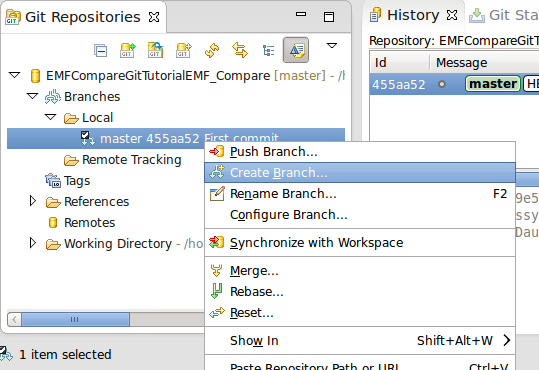 Git Repositories
History
Git Sta
Repository: EMFCompareGitT
Id Message
455aa52 master HE
EMFCompareGitTutorialEMF_Compare [master] - /h
Branches
Local
master 455aa52 First commit
Remote Tracking
Tags
References
Remotes
Working Directory - /ho
Push Branch...
Create Branch...
Rename Branch... F2
Configure Branch...
Synchronize with Workspace
Merge...
Rebase...
Reset...
Show In Shift+Alt+W
Paste Repository Path or URI Ctrl+V
9e5
ssy
Dau
1 item selected